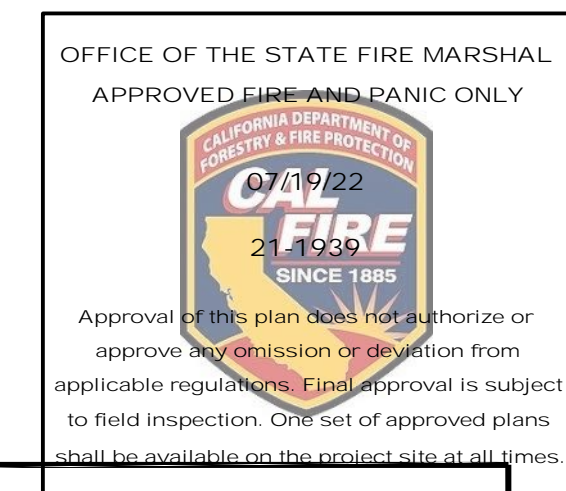 OFFICE OF THE STATE FIRE MARSHAL
APPROVED FIRE AND PANIC ONLY
CALIFORNIA DEPARTMENT OF
FORESTRY & FIRE PROTECTION
07/19/22
CAL
21-1939
FIRE
SINCE 1885
Approval of this plan does not authorize or
approve any omission or deviation from
applicable regulations. Final approval is subject
to field inspection. One set of approved plans
shall be available on the project site at all times.